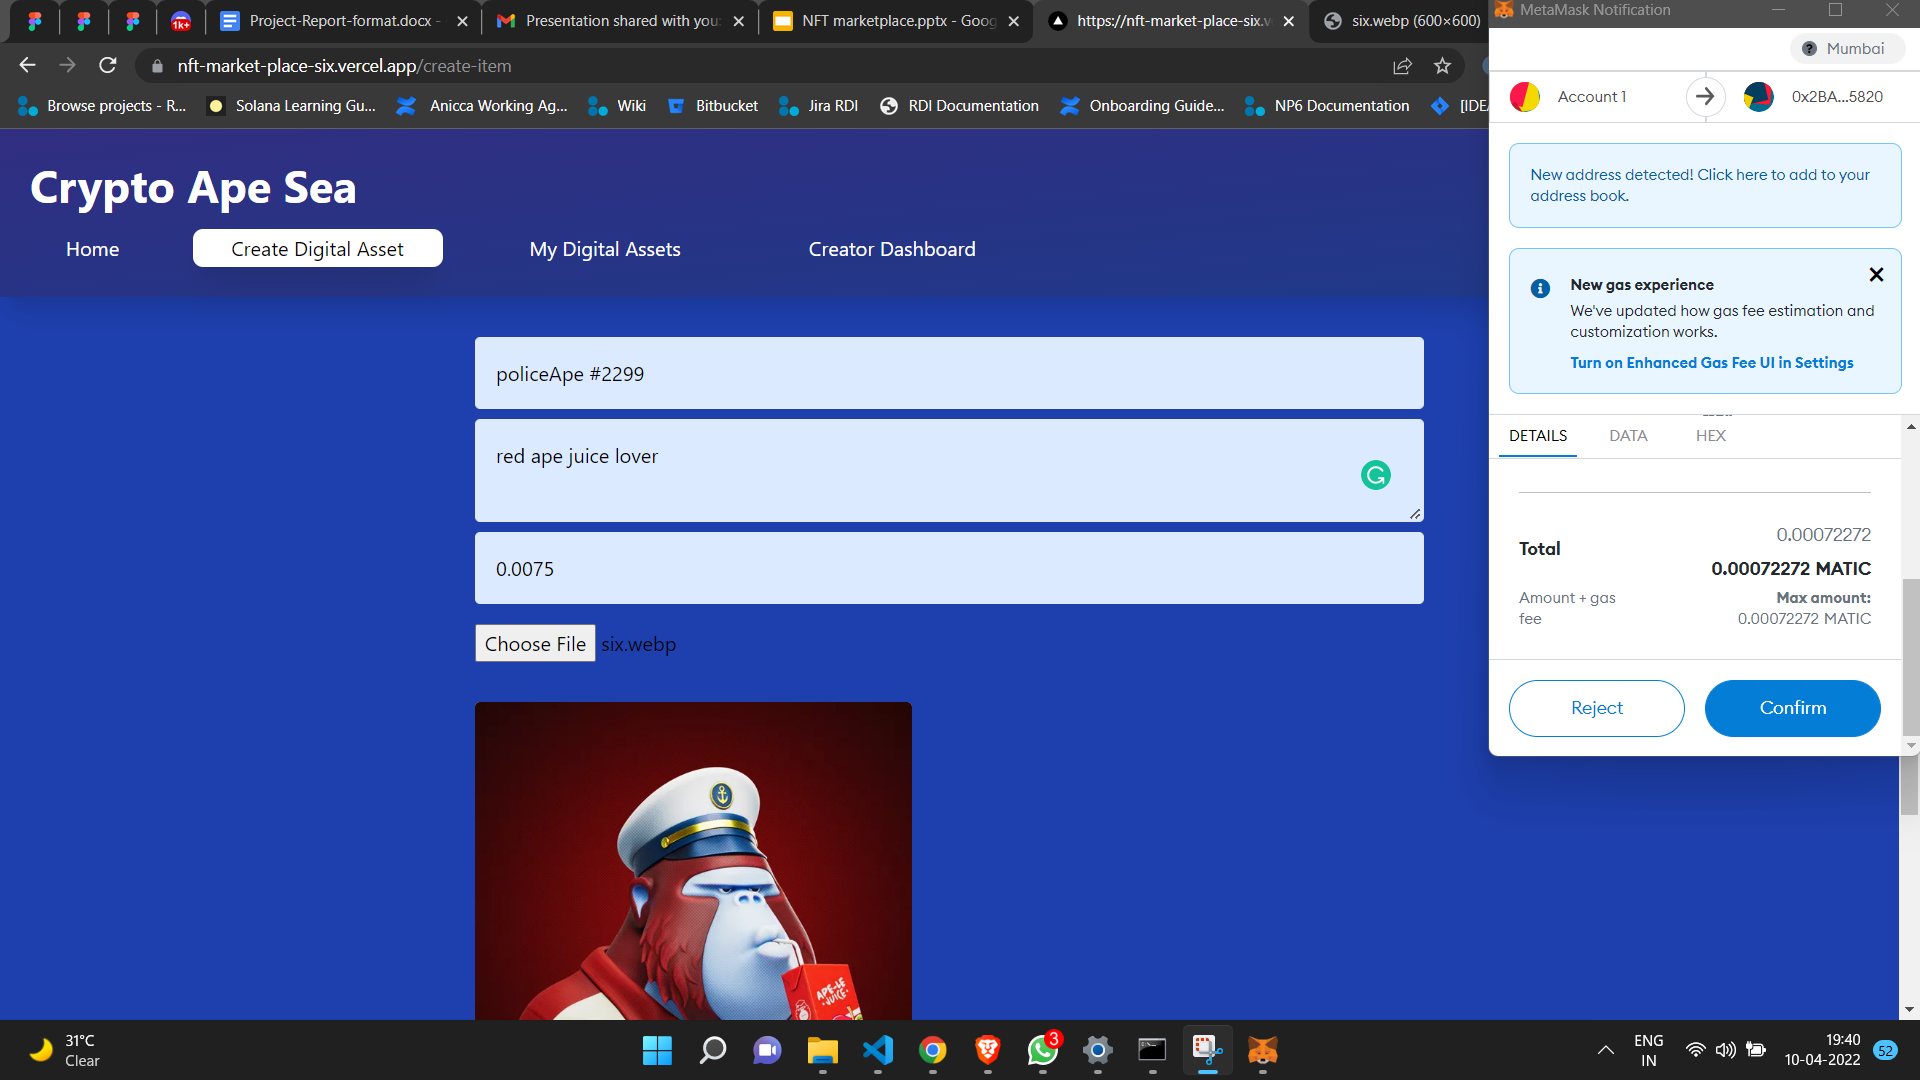 1k+
Project-Report-format.docx -
Presentation shared with you:
NFT marketplace.pptx - Goog
https://nft-market-place-six.v
six.webp (600×600)
nft-market-place-six.vercel.app/create-item
Browse projects - R...
Solana Learning Gu...
Anicca Working Ag...
Wiki
Bitbucket
Jira RDI
RDI Documentation
Onboarding Guide...
NP6 Documentation
[IDEA
Crypto Ape Sea
Home
Create Digital Asset
My Digital Assets
Creator Dashboard
policeApe #2299
red ape juice lover
0.0075
Choose File six.webp
APE-LE
JUICE
MetaMask Notification
Mumbai
Account 1
0x2BA...5820
New address detected! Click here to add to your
address book.
New gas experience
We've updated how gas fee estimation and
customization works.
Turn on Enhanced Gas Fee UI in Settings
DETAILS
DATA
HEX
0.00072272
Total
0.00072272 MATIC
Amount + gas
fee
Max amount:
0.00072272 MATIC
Reject
Confirm
31°C
Clear
3
ENG
IN
19:40
10-04-2022
52